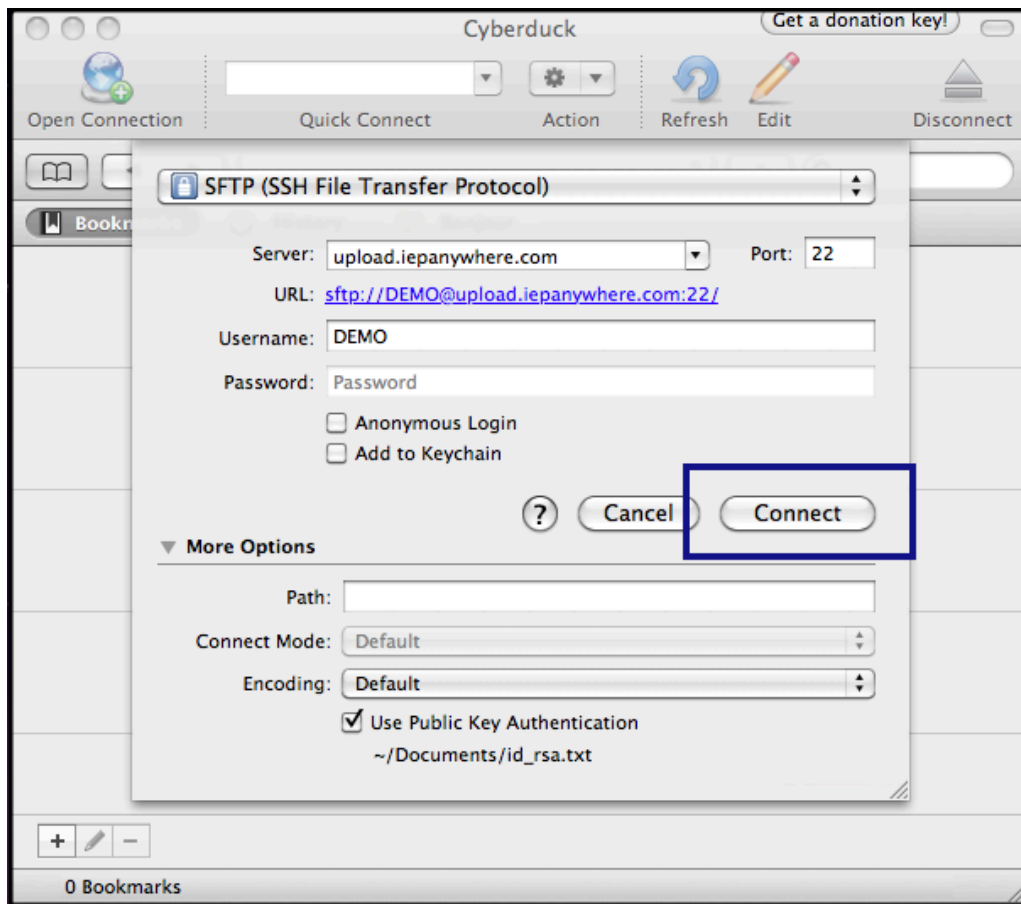 Cyberduck
Get a donation key!
Open Connection
Quick Connect
Action
Refresh
Edit
Disconnect
SFTP (SSH File Transfer Protocol)
Server: upload.iepanywhere.com Port: 22
URL: sftp://DEMO@upload.iepanywhere.com:22/
Username: DEMO
Password: Password
Anonymous Login
Add to Keychain
? Cancel Connect
More Options
Path:
Connect Mode: Default
Encoding: Default
Use Public Key Authentication
~/Documents/id_rsa.txt
0 Bookmarks